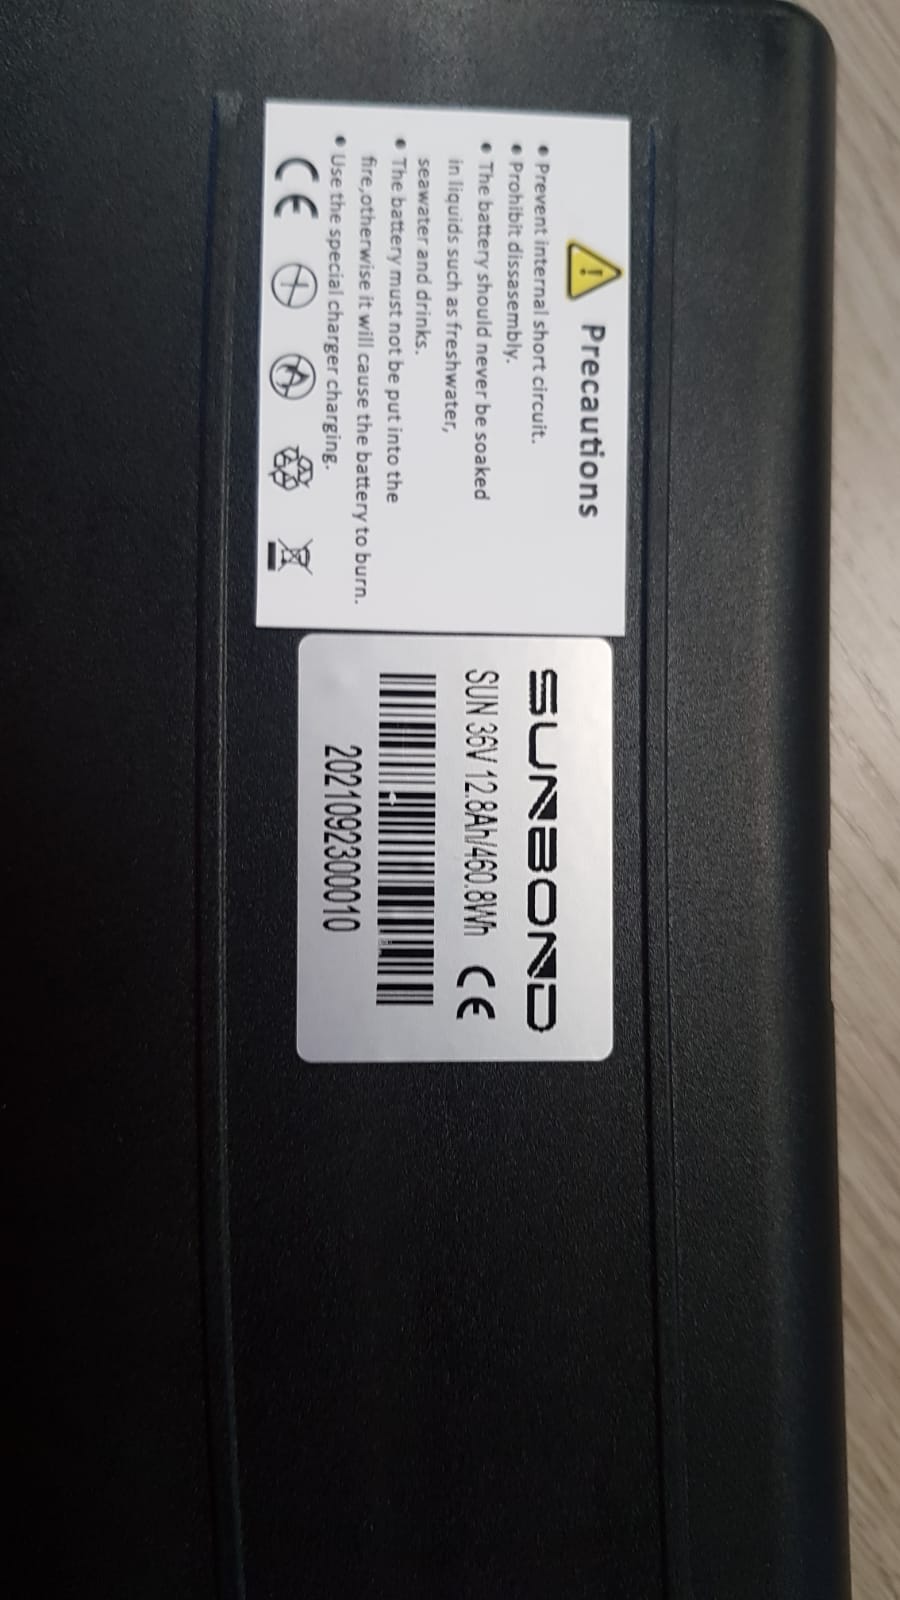 Precautions
• Prevent internal short circuit.
• Prohibit dissasembly.
• The battery should never be soaked
in liquids such as freshwater,
seawater and drinks.
• The battery must not be put into the
fire,otherwise it will cause the battery to burn.
• Use the special charger charging.
CE
SUNBOND
SUN 36V 12.8Ah/460.8Wh CE
2021092300010